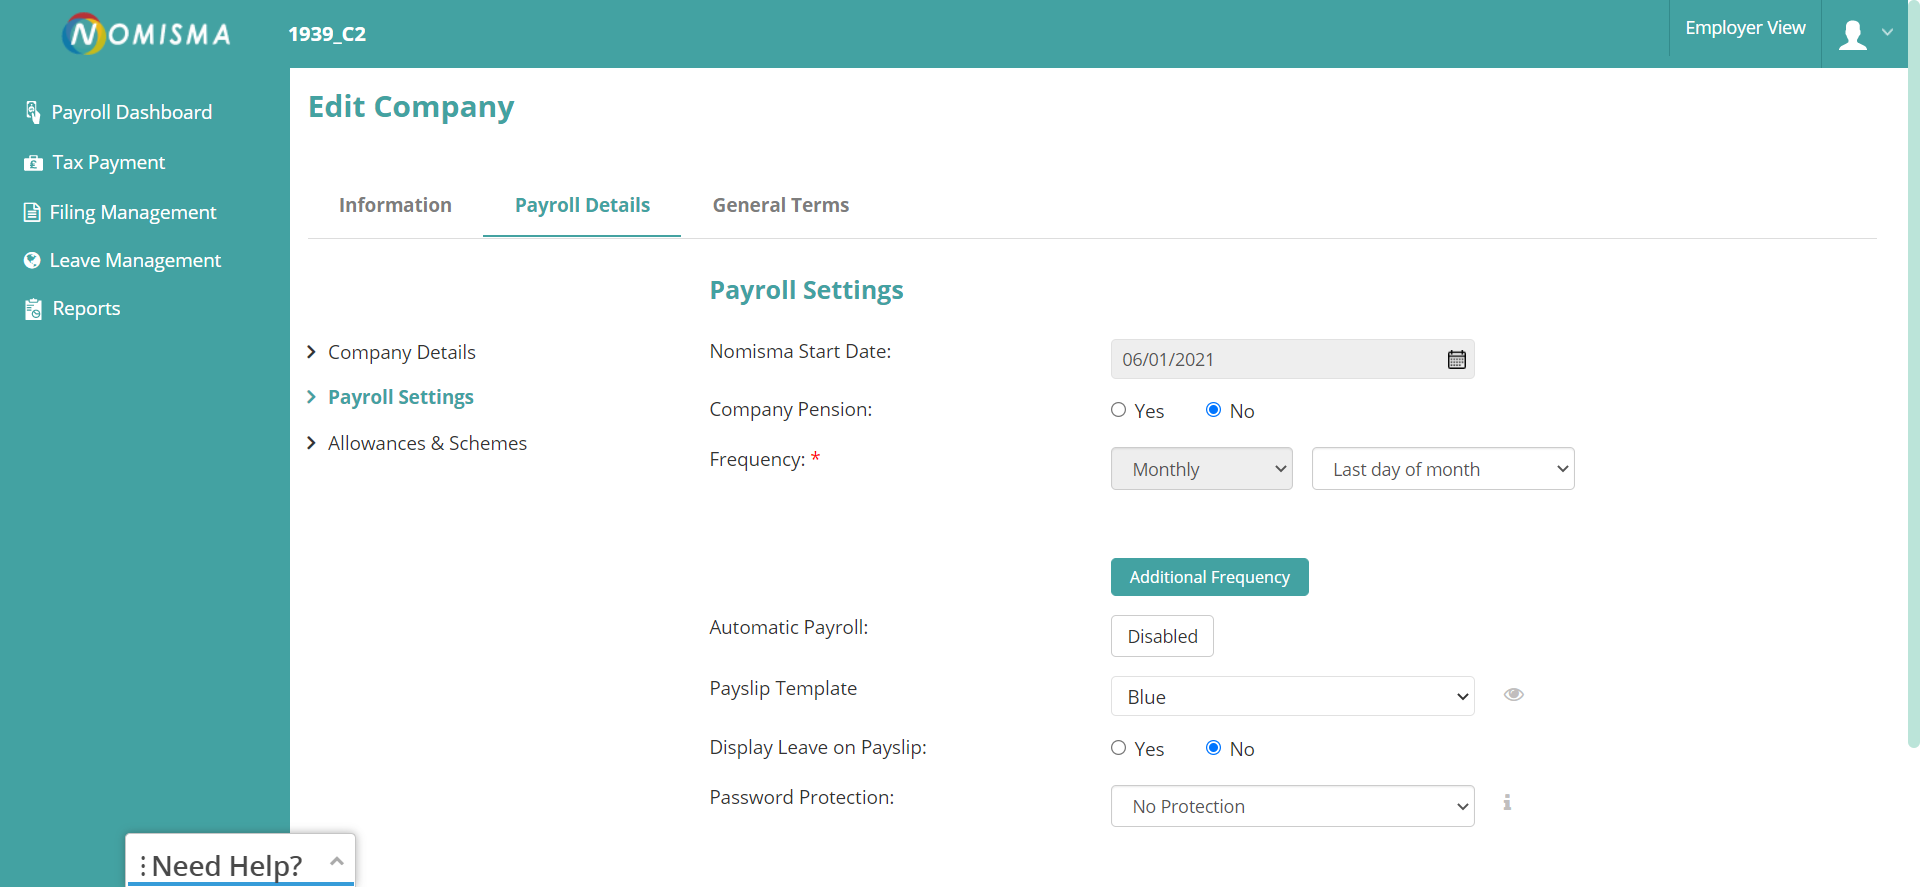 NOMISMA
1939_C2
Employer View
Payroll Dashboard
Tax Payment
Filing Management
Leave Management
Reports
Edit Company
Information
Payroll Details
General Terms
Company Details
Payroll Settings
Allowances & Schemes
Payroll Settings
Nomisma Start Date:
06/01/2021
Company Pension:
Yes No
Frequency: *
Monthly Last day of month
Additional Frequency
Automatic Payroll:
Disabled
Payslip Template
Blue
Display Leave on Payslip:
Yes No
Password Protection:
No Protection
Need Help?